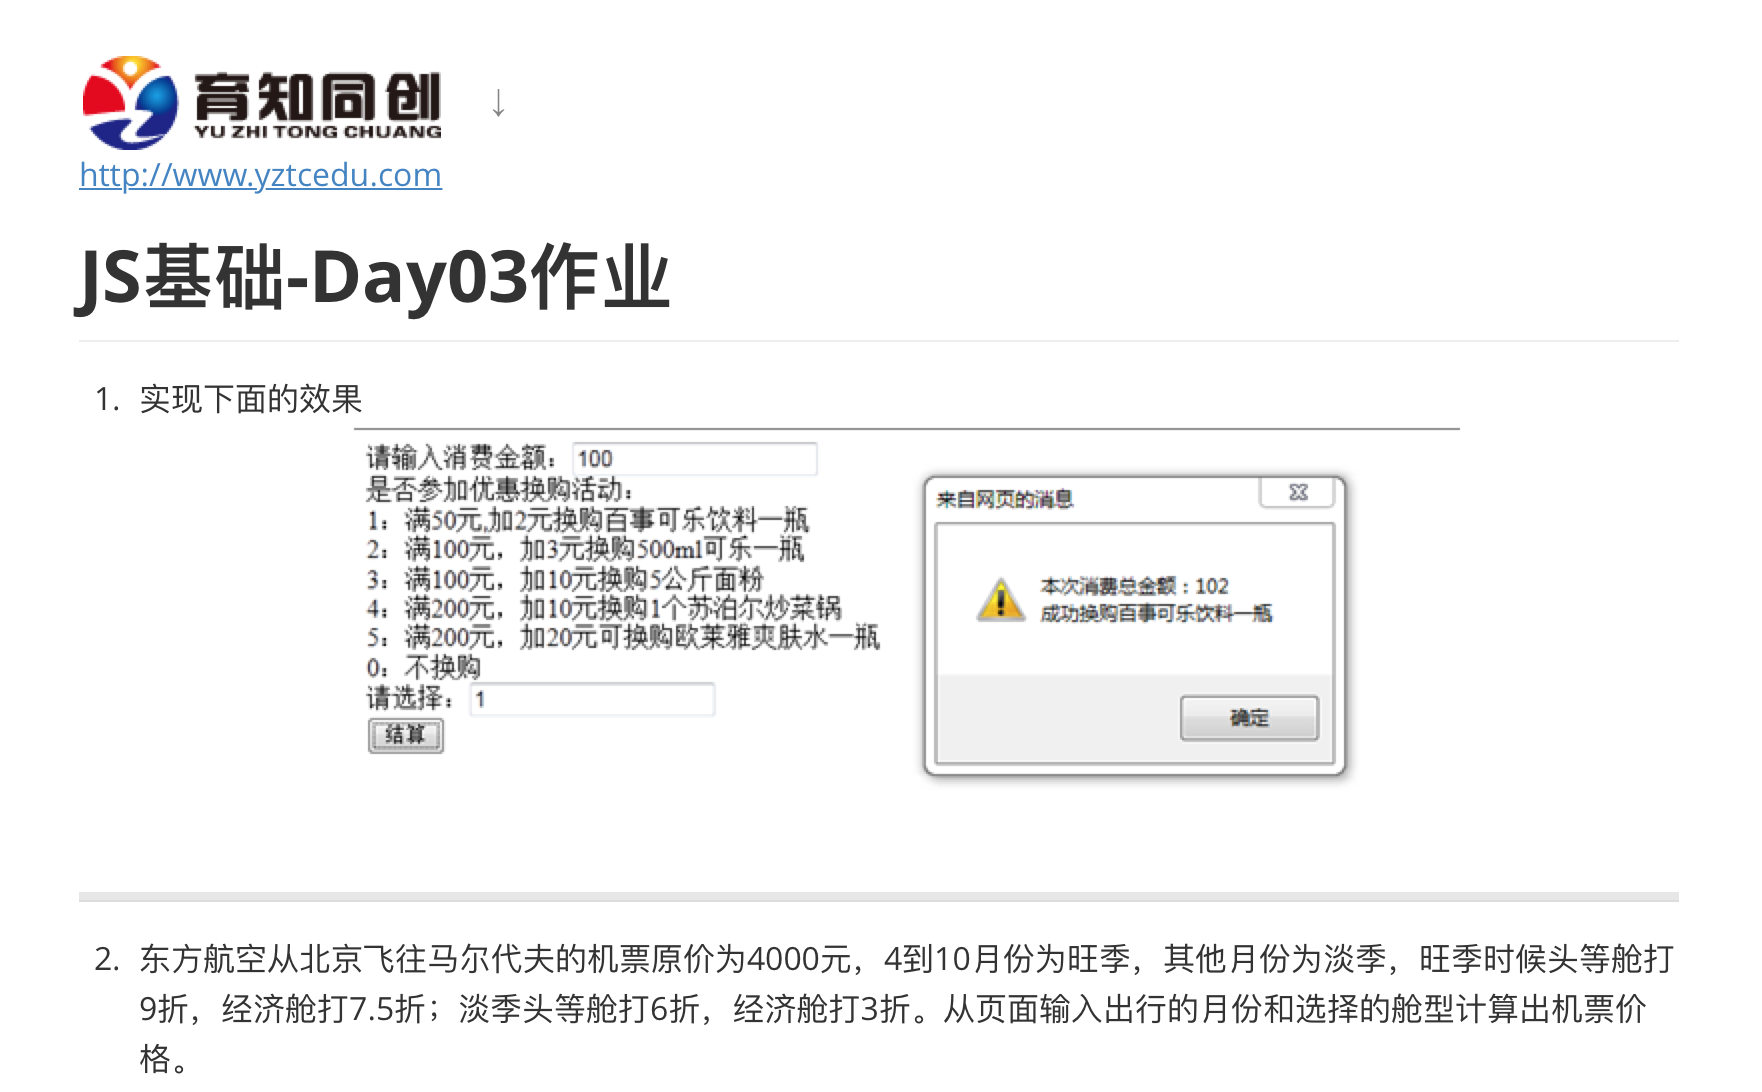 育知同创
YU ZHI TONG CHUANG
↓
http://www.yztcedu.com
JS基础-Day03作业
1. 实现下面的效果
请输入消费金额：100
是否参加优惠换购活动：
1：满50元,加2元换购百事可乐饮料一瓶
2：满100元，加3元换购500ml可乐一瓶
3：满100元，加10元换购5公斤面粉
4：满200元，加10元换购1个苏泊尔炒菜锅
5：满200元，加20元可换购欧莱雅爽肤水一瓶
0：不换购
请选择：1
结算
来自网页的消息
本次消费总金额：102
成功换购百事可乐饮料一瓶
确定
2. 东方航空从北京飞往马尔代夫的机票原价为4000元，4到10月份为旺季，其他月份为淡季，旺季时候头等舱打
9折，经济舱打7.5折；淡季头等舱打6折，经济舱打3折。从页面输入出行的月份和选择的舱型计算出机票价
格。